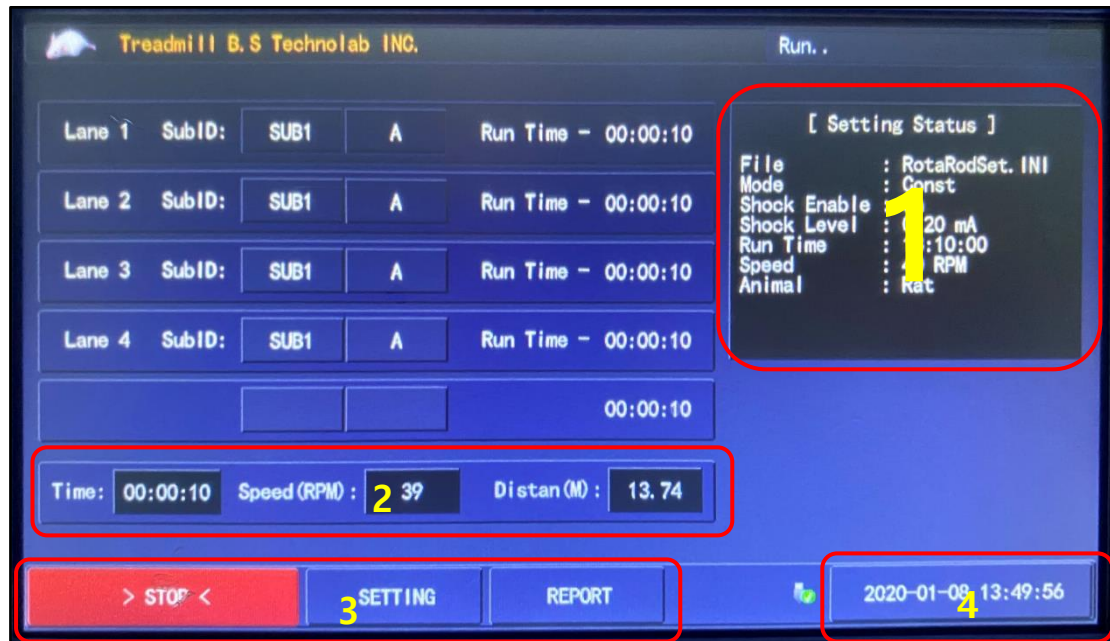 Treadmill B.S Technolab INC.
Run..
Lane 1 SubID: SUB1 A Run Time - 00:00:10
Lane 2 SubID: SUB1 A Run Time - 00:00:10
Lane 3 SubID: SUB1 A Run Time - 00:00:10
Lane 4 SubID: SUB1 A Run Time - 00:00:10
00:00:10
[ Setting Status ]
File : RotaRodSet.INI
Mode : Const
Shock Enable
Shock Level : 20 mA
Run Time : :10:00
Speed : RPM
Animal : Rat
1
Time: 00:00:10 Speed(RPM) : 39 Distan(M) : 13.74
2
> STOP < SETTING REPORT
3
2020-01-08 13:49:56
4